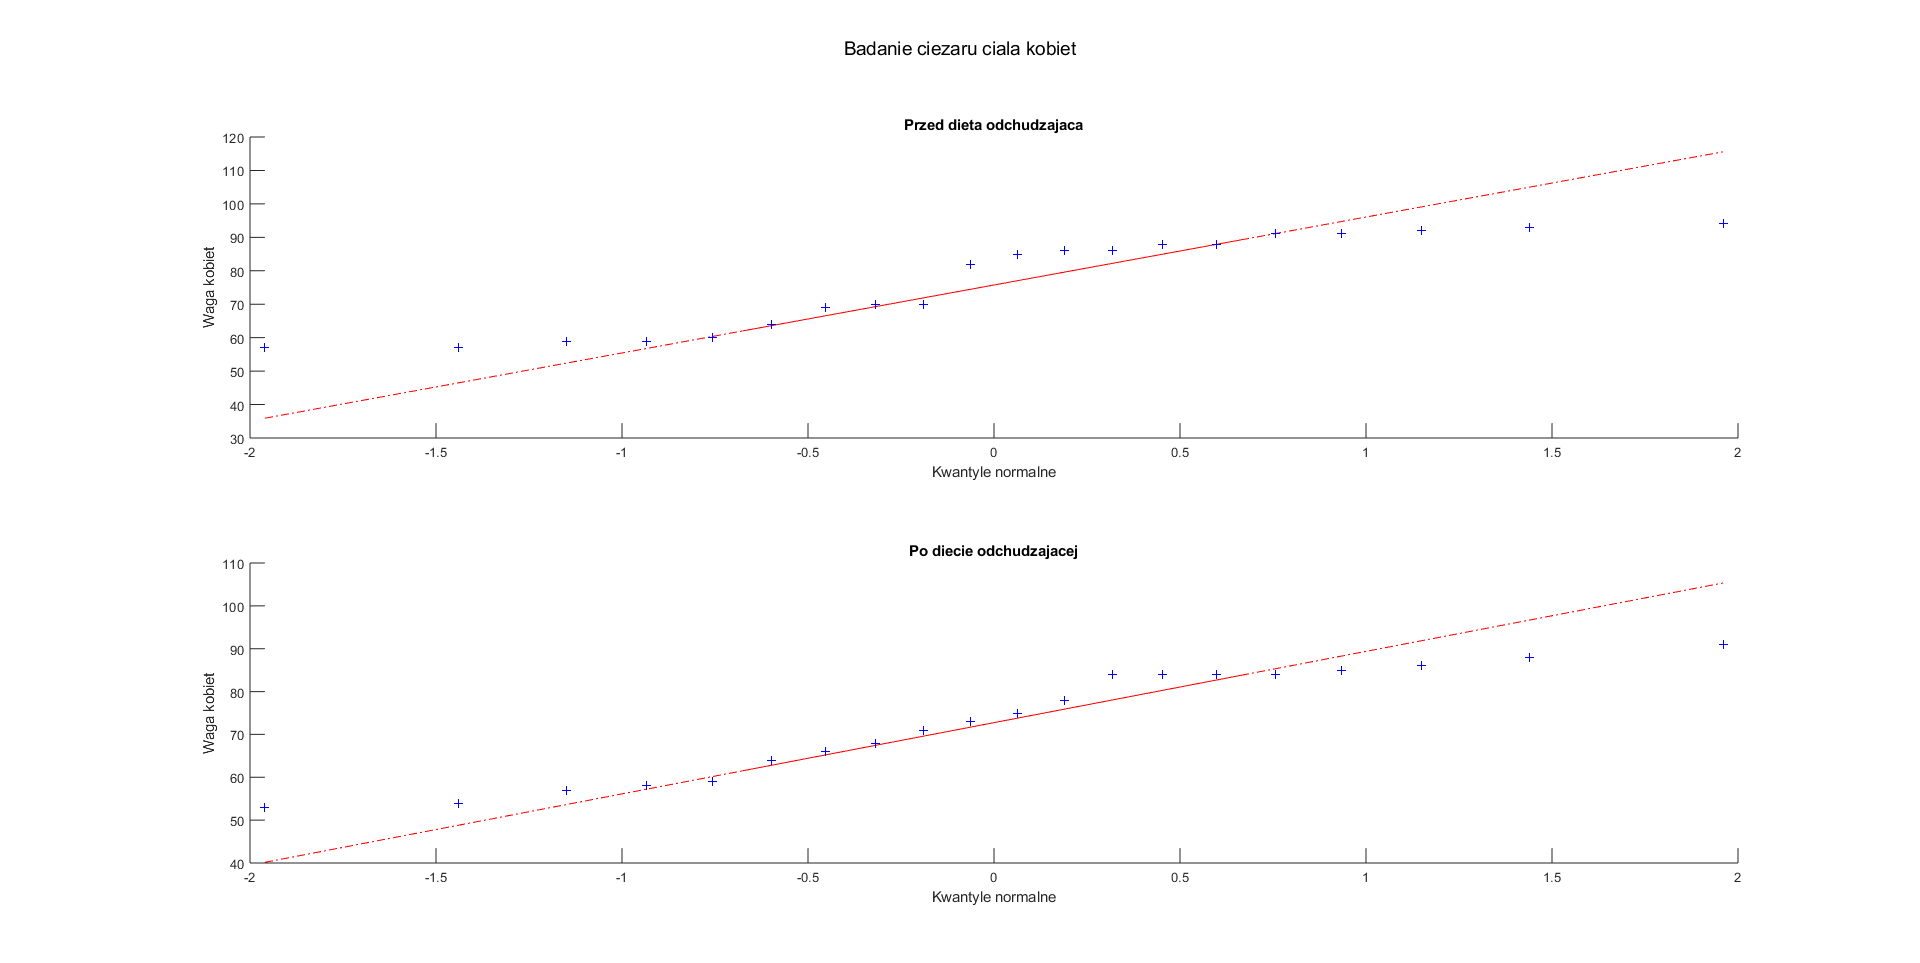 Badanie ciezaru ciala kobiet
Przed dieta odchudzajaca
120
110
100
90
80
70
60
50
40
30
Waga kobiet
-2 -1.5 -1 -0.5 0 0.5 1 1.5 2
Kwantyle normalne
Po diecie odchudzajacej
110
100
90
80
70
60
50
40
Waga kobiet
-2 -1.5 -1 -0.5 0 0.5 1 1.5 2
Kwantyle normalne